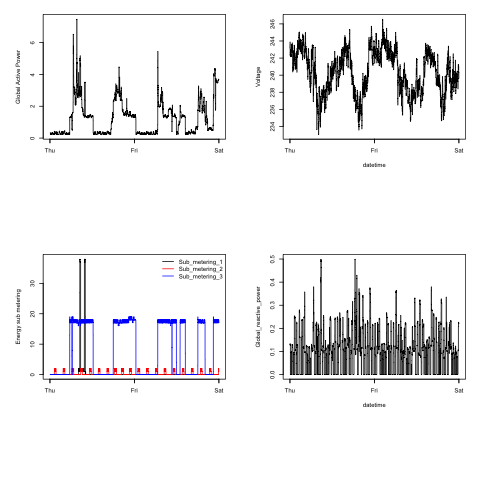 Global Active Power
0 2 4 6
Thu Fri Sat
Voltage
234 236 238 240 242 244 246
Thu Fri Sat
datetime
Energy sub metering
0 10 20 30
Sub_metering_1
Sub_metering_2
Sub_metering_3
Thu Fri Sat
Global_reactive_power
0.0 0.1 0.2 0.3 0.4 0.5
Thu Fri Sat
datetime